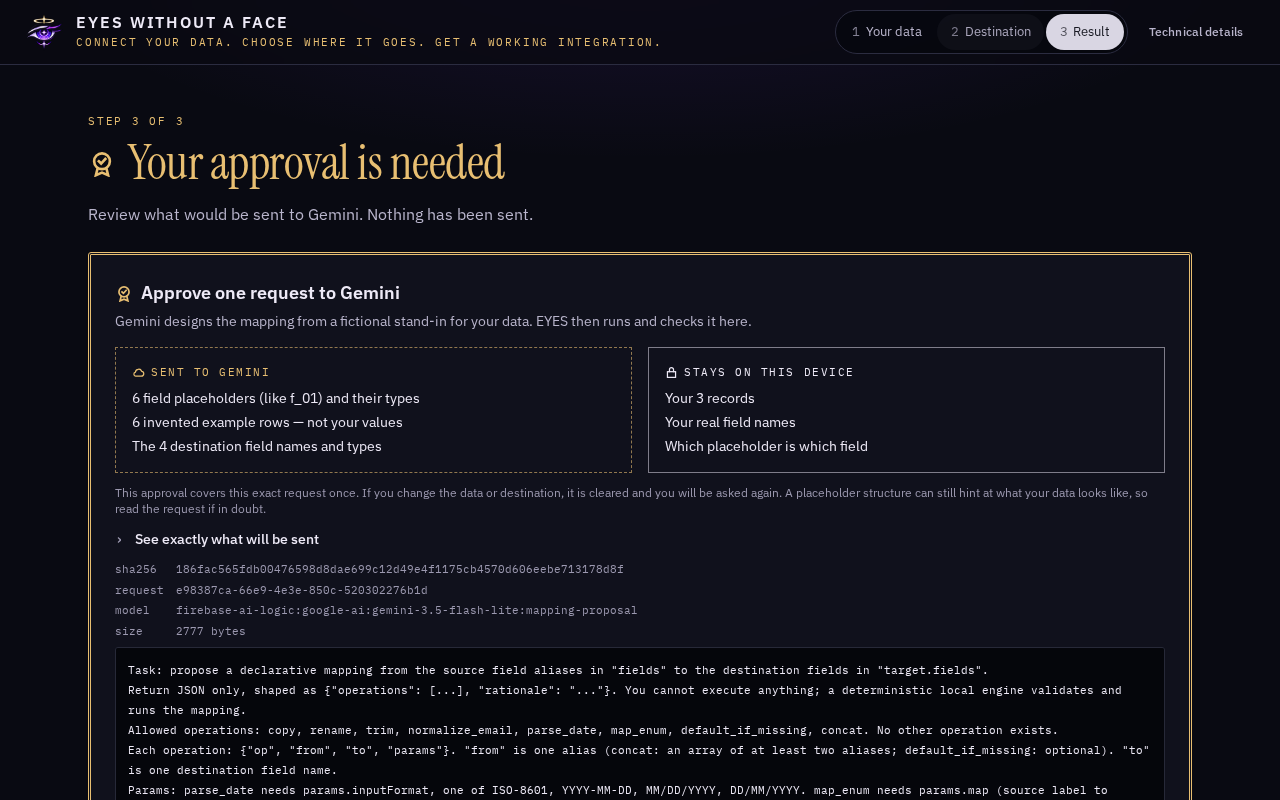 EYES WITHOUT A FACE
CONNECT YOUR DATA. CHOOSE WHERE IT GOES. GET A WORKING INTEGRATION.
1 Your data
2 Destination
3 Result
Technical details
STEP 3 OF 3
Your approval is needed
Review what would be sent to Gemini. Nothing has been sent.
Approve one request to Gemini
Gemini designs the mapping from a fictional stand-in for your data. EYES then runs and checks it here.
SENT TO GEMINI
6 field placeholders (like f_01) and their types
6 invented example rows — not your values
The 4 destination field names and types
STAYS ON THIS DEVICE
Your 3 records
Your real field names
Which placeholder is which field
This approval covers this exact request once. If you change the data or destination, it is cleared and you will be asked again. A placeholder structure can still hint at what your data looks like, so
read the request if in doubt.
› See exactly what will be sent
sha256 186fac565fdb00476598d8dae699c12d49e4f1175cb4570d606eebe713178d8f
request e98387ca-66e9-4e3e-850c-520302276b1d
model firebase-ai-logic:google-ai:gemini-3.5-flash-lite:mapping-proposal
size 2777 bytes
Task: propose a declarative mapping from the source field aliases in "fields" to the destination fields in "target.fields".
Return JSON only, shaped as {"operations": [...], "rationale": "..."}. You cannot execute anything; a deterministic local engine validates and
runs the mapping.
Allowed operations: copy, rename, trim, normalize_email, parse_date, map_enum, default_if_missing, concat. No other operation exists.
Each operation: {"op", "from", "to", "params"}. "from" is one alias (concat: an array of at least two aliases; default_if_missing: optional). "to"
is one destination field name.
Params: parse_date needs params.inputFormat, one of ISO-8601, YYYY-MM-DD, MM/DD/YYYY, DD/MM/YYYY. map_enum needs params.map (source label to